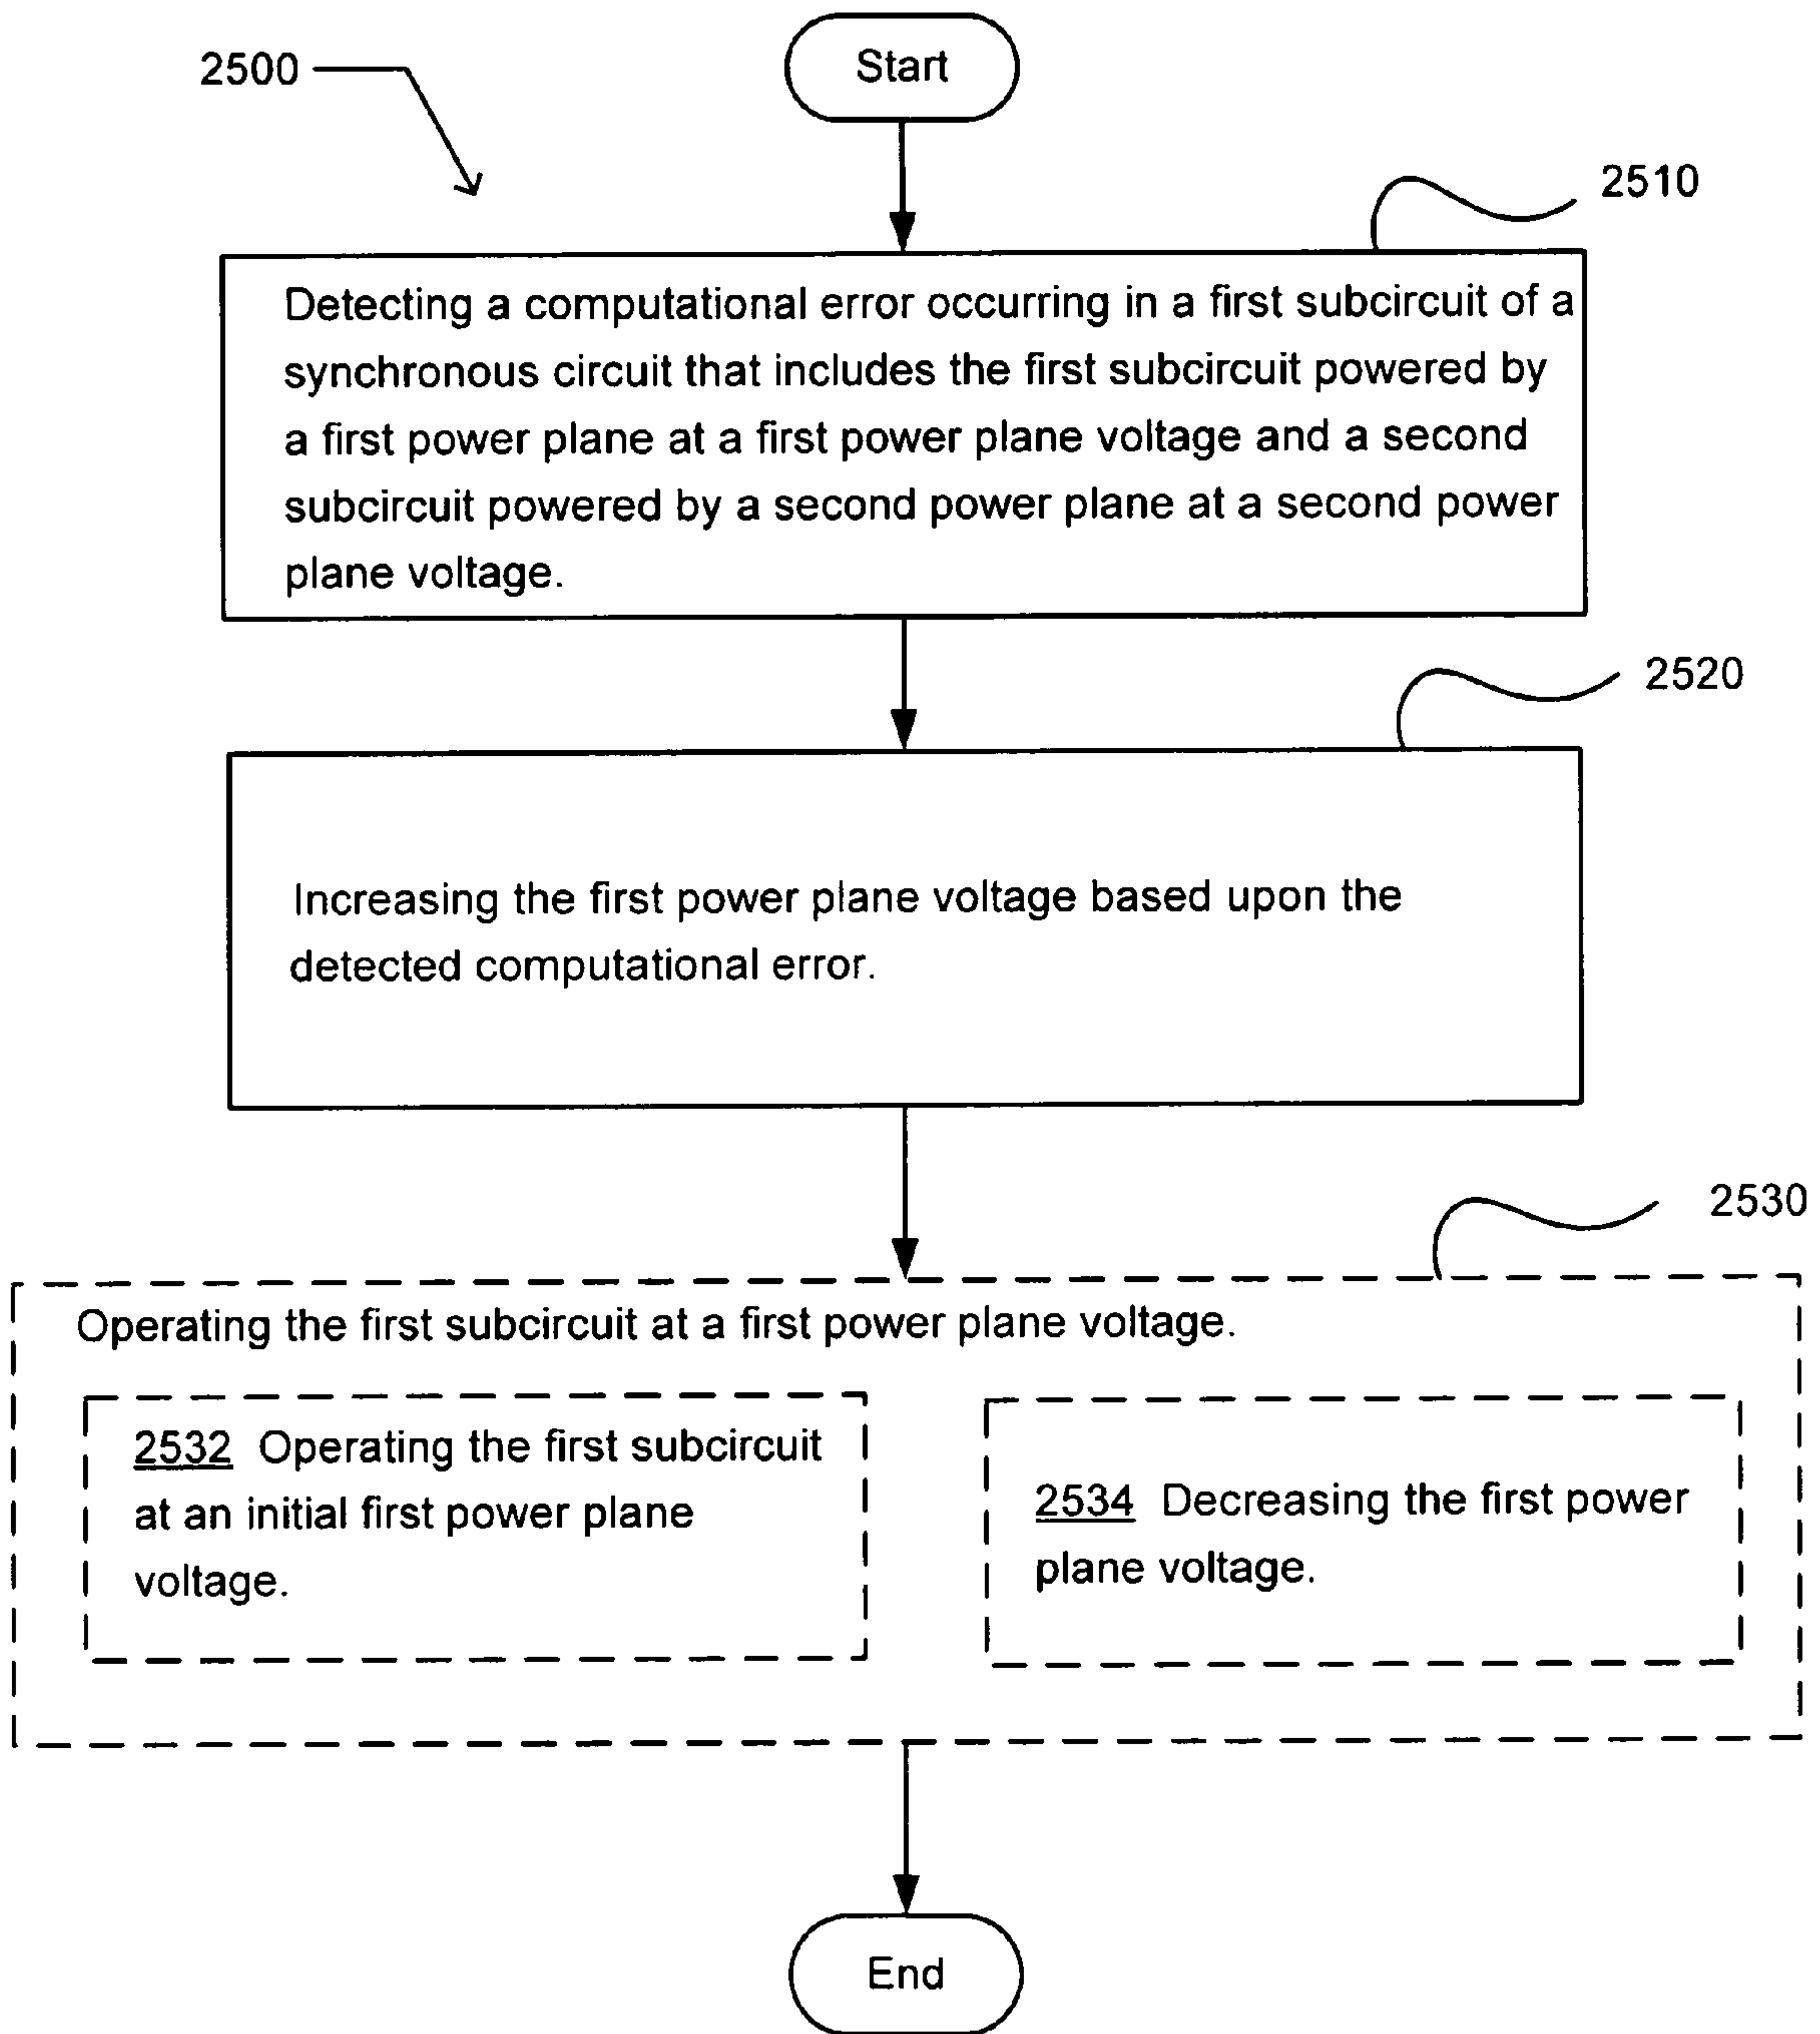 Start
2500
2510
Detecting a computational error occurring in a first subcircuit of a
synchronous circuit that includes the first subcircuit powered by
a first power plane at a first power plane voltage and a second
subcircuit powered by a second power plane at a second power
plane voltage.
2520
Increasing the first power plane voltage based upon the
detected computational error.
2530
Operating the first subcircuit at a first power plane voltage.
2532 Operating the first subcircuit
at an initial first power plane
voltage.
2534 Decreasing the first power
plane voltage.
End